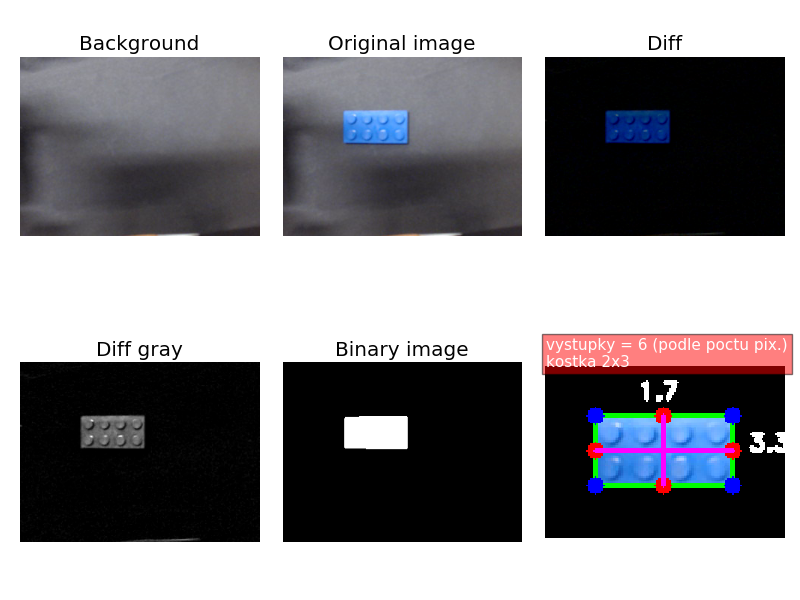 Background
Original image
Diff
Diff gray
Binary image
vystupky = 6 (podle poctu pix.)
kostka 2x3
1.7
3.3